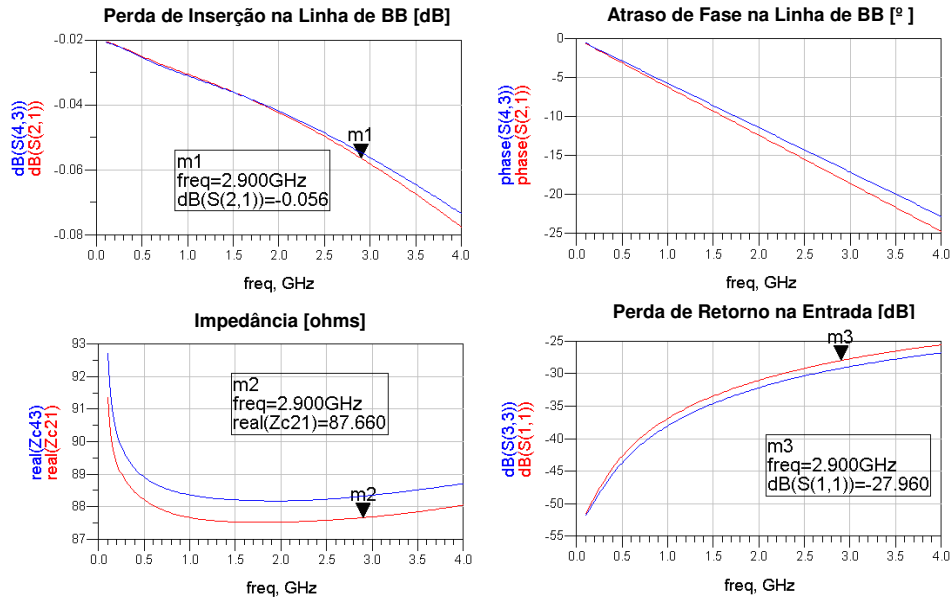 Perda de Inserção na Linha de BB [dB]
-0.02
-0.04
-0.06
-0.08
dB(S(4,3))
dB(S(2,1))
m1
m1
freq=2.900GHz
dB(S(2,1))=-0.056
0.0 0.5 1.0 1.5 2.0 2.5 3.0 3.5 4.0
freq, GHz
Atraso de Fase na Linha de BB [º ]
0
-5
-10
-15
-20
-25
phase(S(4,3))
phase(S(2,1))
0.0 0.5 1.0 1.5 2.0 2.5 3.0 3.5 4.0
freq, GHz
Impedância [ohms]
93
92
91
90
89
88
87
real(Zc43)
real(Zc21)
m2
freq=2.900GHz
real(Zc21)=87.660
m2
0.0 0.5 1.0 1.5 2.0 2.5 3.0 3.5 4.0
freq, GHz
Perda de Retorno na Entrada [dB]
-25
-30
-35
-40
-45
-50
-55
dB(S(3,3))
dB(S(1,1))
m3
m3
freq=2.900GHz
dB(S(1,1))=-27.960
0.0 0.5 1.0 1.5 2.0 2.5 3.0 3.5 4.0
freq, GHz